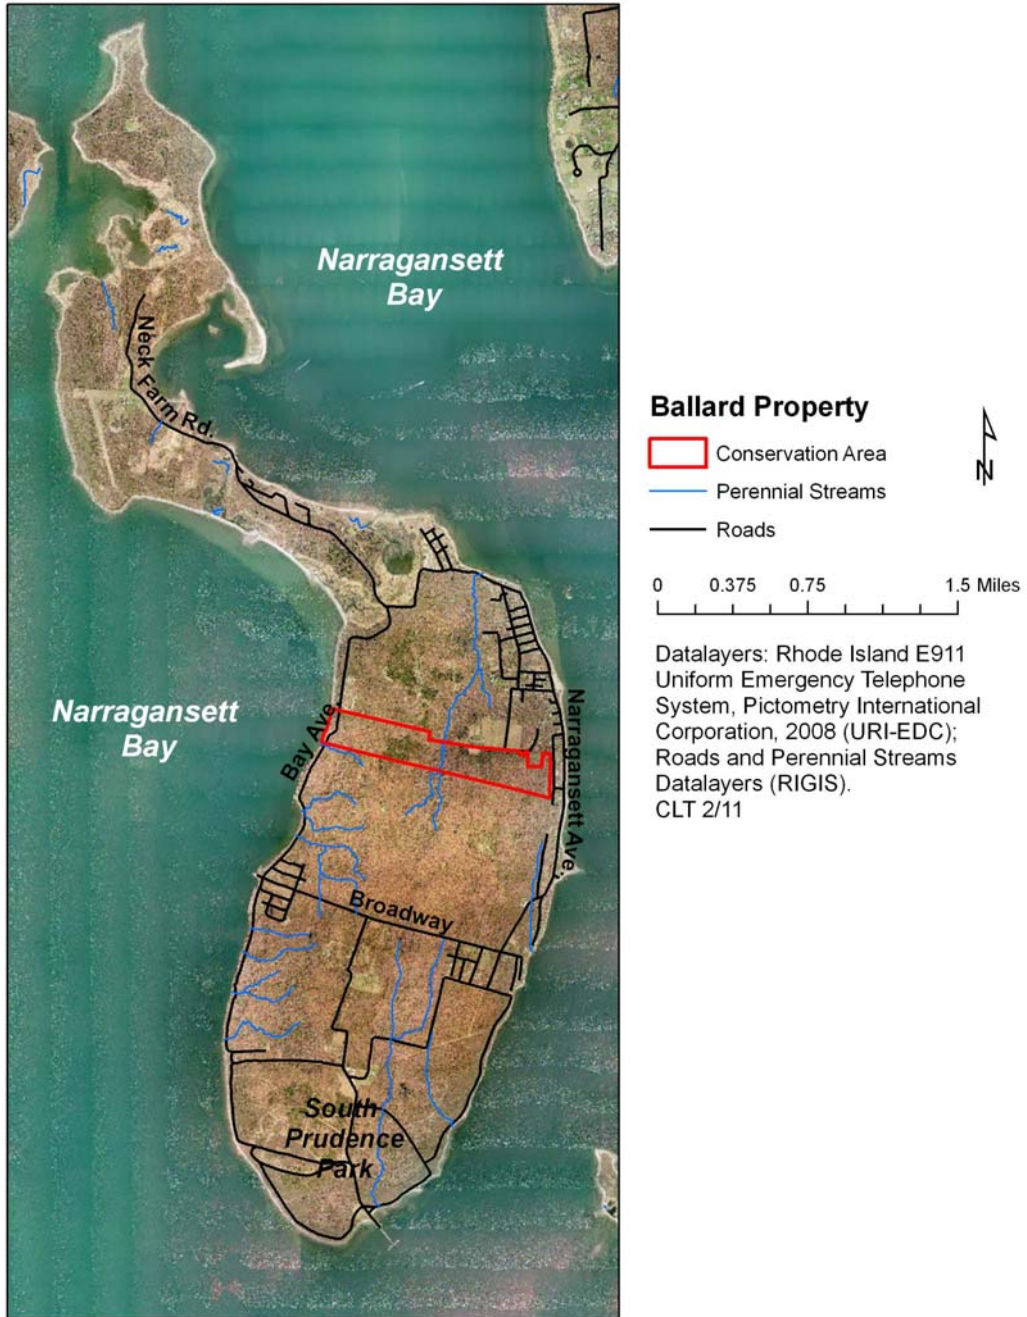 Narragansett
Bay
Neck Farm Rd.
Narragansett
Bay
Bay Ave.
Narragansett Ave.
Broadway
South
Prudence
Park
Ballard Property
Conservation Area
Perennial Streams
Roads
N
0 0.375 0.75 1.5 Miles
Datalayers: Rhode Island E911
Uniform Emergency Telephone
System, Pictometry International
Corporation, 2008 (URI-EDC);
Roads and Perennial Streams
Datalayers (RIGIS).
CLT 2/11